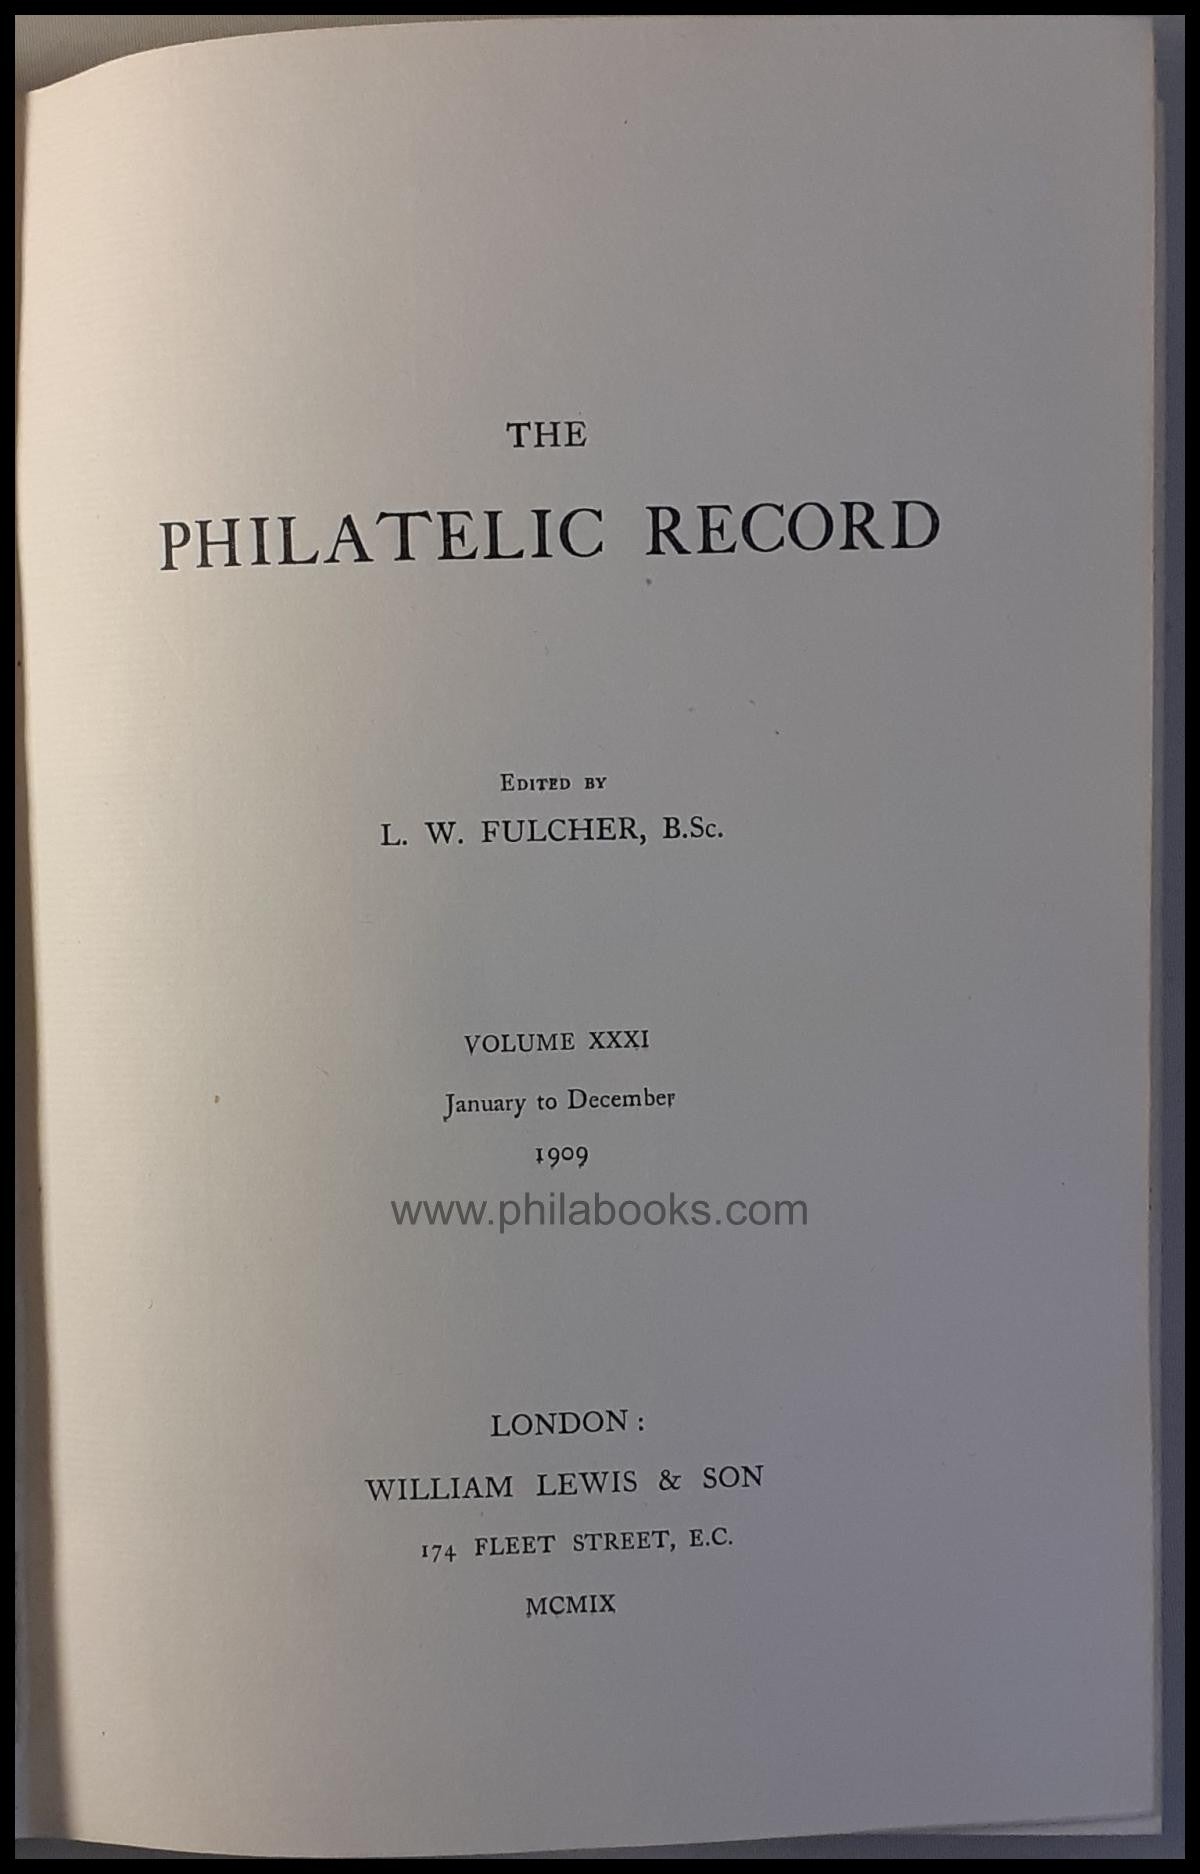 THE
PHILATELIC RECORD
EDITED BY
L. W. FULCHER, B.Sc.
VOLUME XXXI
January to December
1909
www.philabooks.com
LONDON:
WILLIAM LEWIS & SON
174 FLEET STREET, E.C.
MCMIX